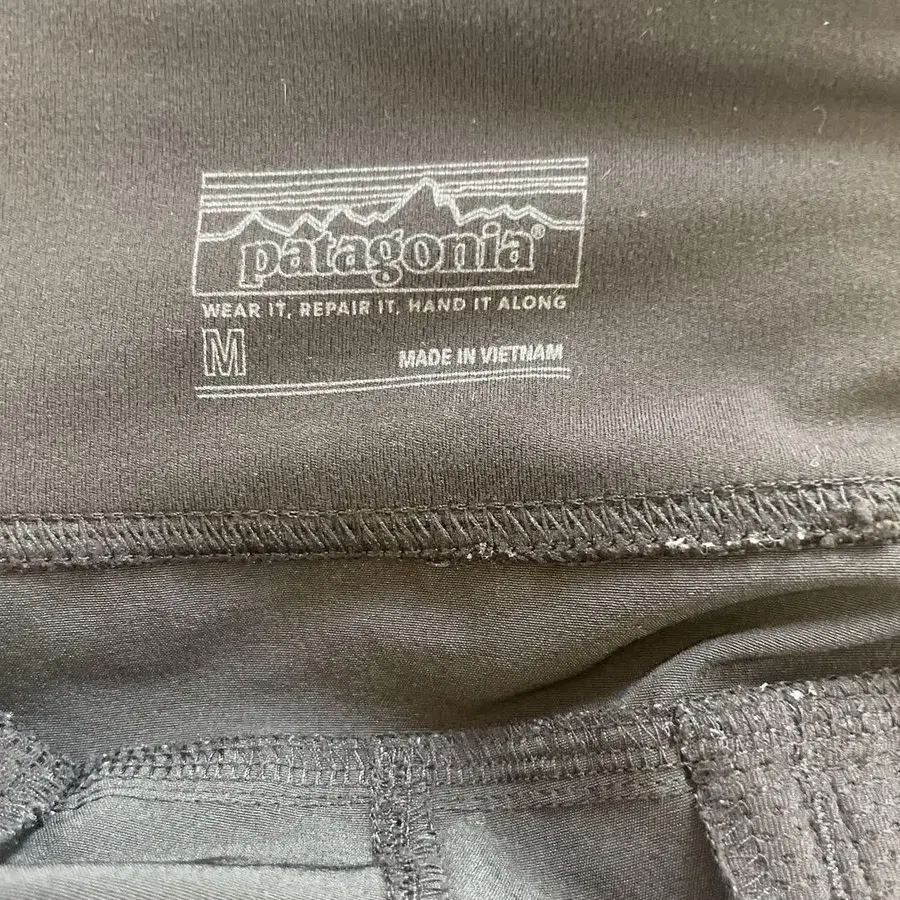 patagonia®
WEAR IT, REPAIR IT, HAND IT ALONG
M
MADE IN VIETNAM